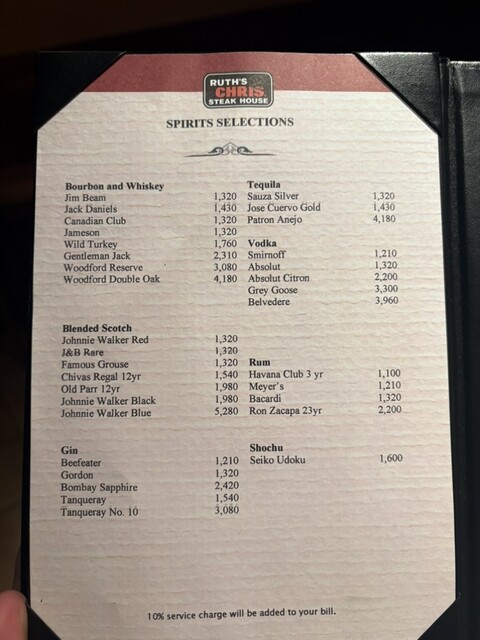 RUTH'S
CHRIS
STEAK HOUSE
SPIRITS SELECTIONS
Bourbon and Whiskey
Jim Beam 1,320
Jack Daniels 1,430
Canadian Club 1,320
Jameson 1,320
Wild Turkey 1,760
Gentleman Jack 2,310
Woodford Reserve 3,080
Woodford Double Oak 4,180
Blended Scotch
Johnnie Walker Red 1,320
J&B Rare 1,320
Famous Grouse 1,320
Chivas Regal 12yr 1,540
Old Parr 12yr 1,980
Johnnie Walker Black 1,980
Johnnie Walker Blue 5,280
Gin
Beefeater 1,210
Gordon 1,320
Bombay Sapphire 2,420
Tanqueray 1,540
Tanqueray No. 10 3,080
Tequila
Sauza Silver 1,320
Jose Cuervo Gold 1,430
Patron Anejo 4,180
Vodka
Smirnoff 1,210
Absolut 1,320
Absolut Citron 2,200
Grey Goose 3,300
Belvedere 3,960
Rum
Havana Club 3 yr 1,100
Meyer's 1,210
Bacardi 1,320
Ron Zacapa 23yr 2,200
Shochu
Seiko Udoku 1,600
10% service charge will be added to your bill.